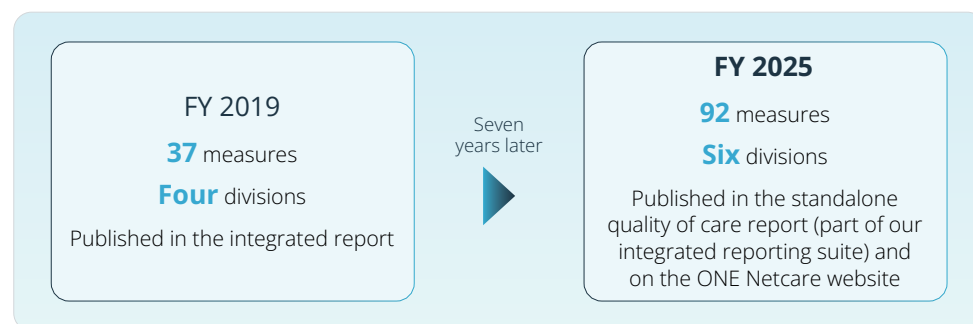 FY 2019
37 measures
Four divisions
Published in the integrated report
Seven
years later
FY 2025
92 measures
Six divisions
Published in the standalone
quality of care report (part of our
integrated reporting suite) and
on the ONE Netcare website